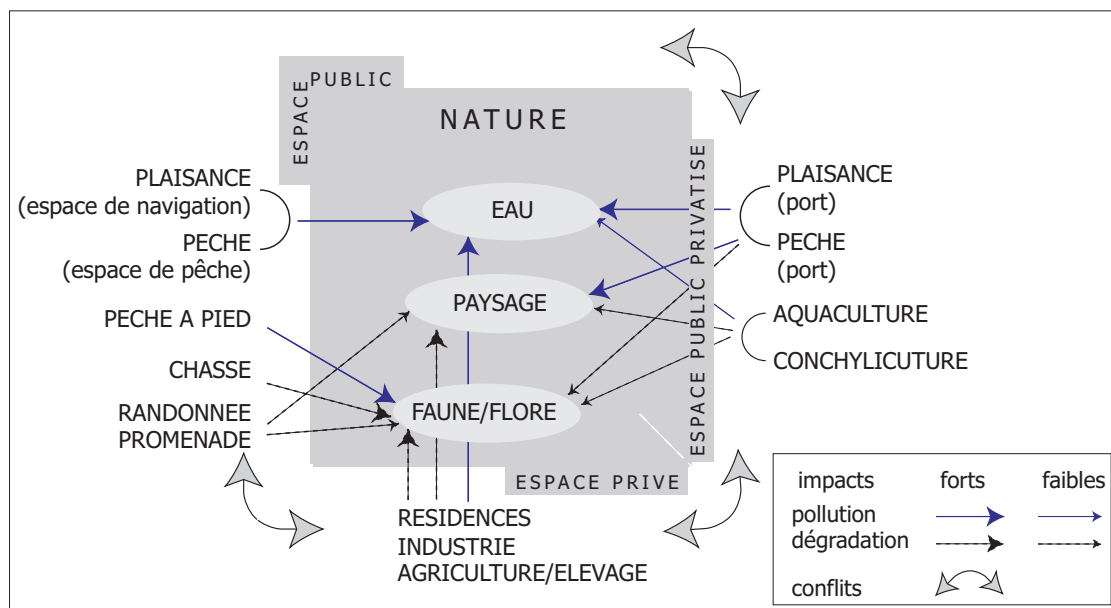 ESPACE
PUBLIC
NATURE
PLAISANCE
(espace de navigation)
PECHE
(espace de pêche)
PECHE A PIED
CHASSE
RANDONNEE
PROMENADE
EAU
PAYSAGE
FAUNE/FLORE
ESPACE PUBLIC PRIVATISE
PLAISANCE
(port)
PECHE
(port)
AQUACULTURE
CONCHYLICUTURE
ESPACE PRIVE
RESIDENCES
INDUSTRIE
AGRICULTURE/ELEVAGE
impacts forts faibles
pollution
dégradation
conflits